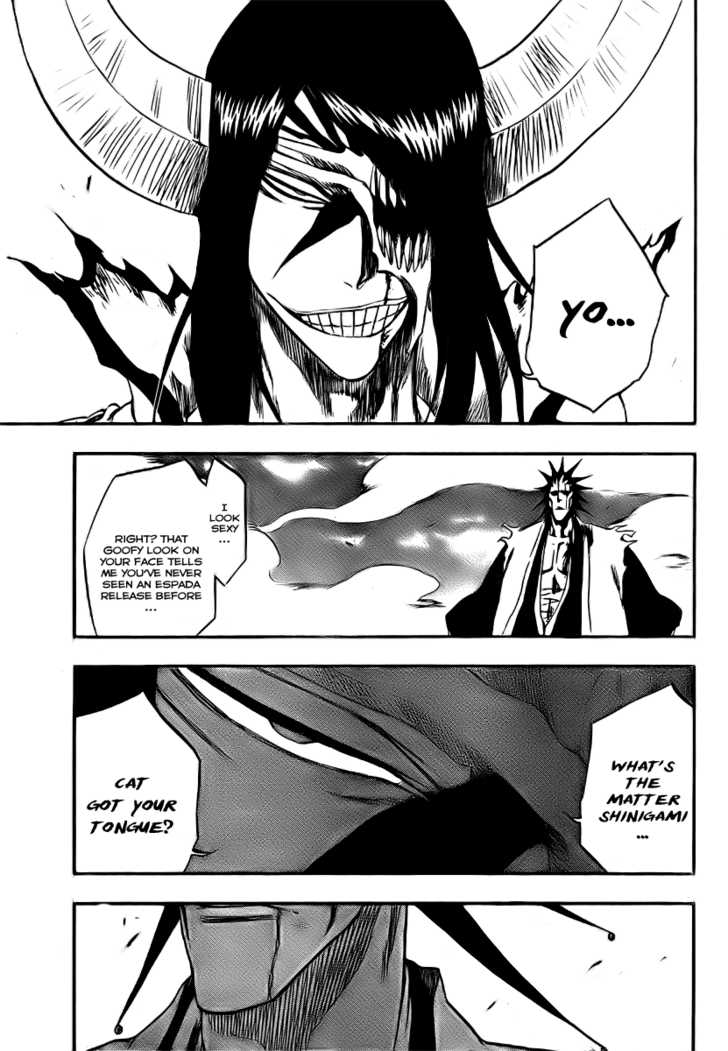 YO...
I
LOOK
SEXY
...
RIGHT? THAT
GOOFY LOOK ON
YOUR FACE TELLS
ME YOU'VE NEVER
SEEN AN ESPADA
RELEASE BEFORE
...
WHAT'S
THE
MATTER
SHINIGAMI
...
CAT
GOT YOUR
TONGUE?